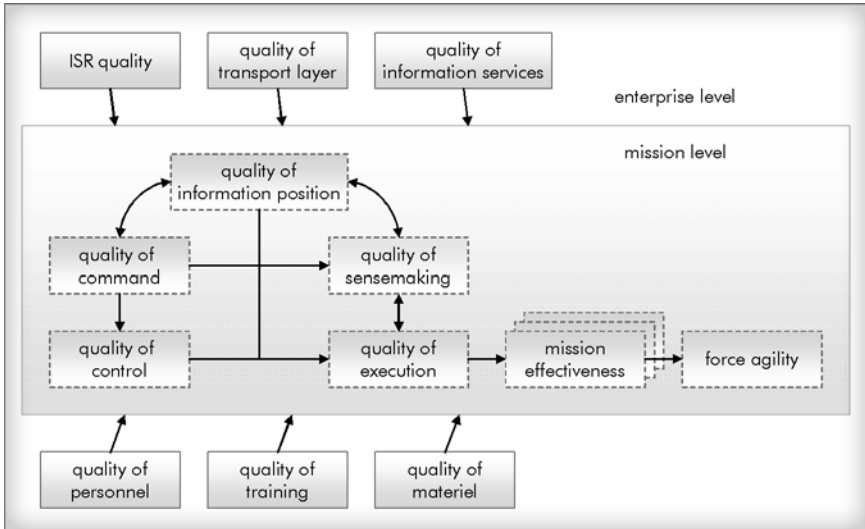 ISR quality
quality of
transport layer
quality of
information services
enterprise level
mission level
quality of
information position
quality of
command
quality of
sensemaking
quality of
control
quality of
execution
mission
effectiveness
force agility
quality of
personnel
quality of
training
quality of
materiel